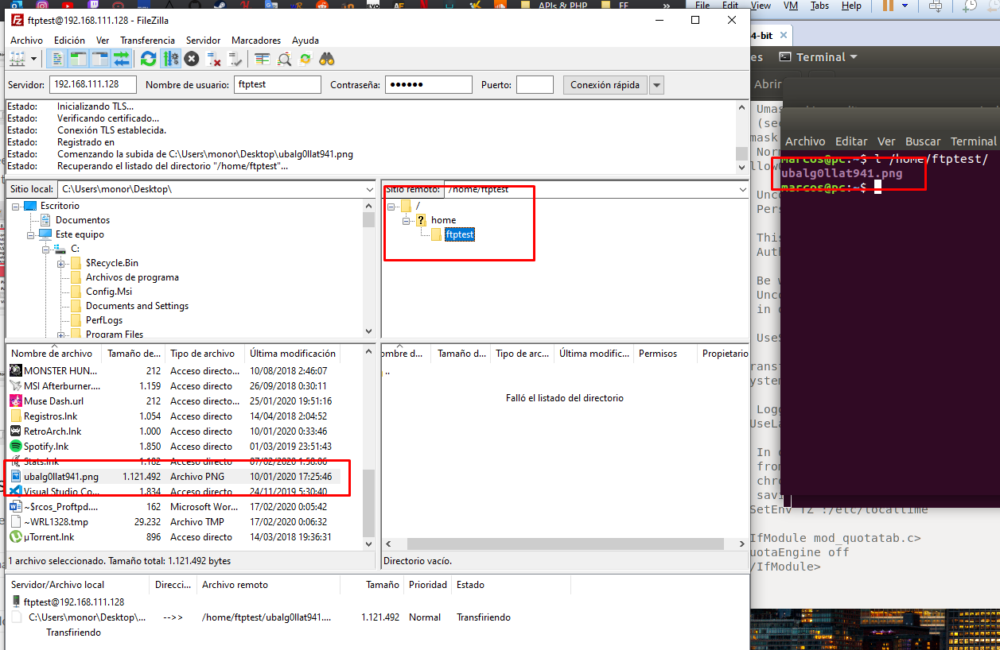 APIs & PHP
FF
»
ftptest@192.168.111.128 - FileZilla
Archivo Edición Ver Transferencia Servidor Marcadores Ayuda
Servidor: 192.168.111.128 Nombre de usuario: ftptest Contraseña: ●●●●●● Puerto: Conexión rápida
Estado: Inicializando TLS...
Estado: Verificando certificado...
Estado: Conexión TLS establecida.
Estado: Registrado en
Estado: Comenzando la subida de C:\Users\monor\Desktop\ubalg0llat941.png
Estado: Recuperando el listado del directorio "/home/ftptest"...
Sitio local: C:\Users\monor\Desktop\
Escritorio
Documentos
Este equipo
C:
$Recycle.Bin
Archivos de programa
Config.Msi
Documents and Settings
PerfLogs
Program Files
Sitio remoto: /home/ftptest
/
home
ftptest
Nombre de archivo Tamaño de... Tipo de archivo Última modificación
MONSTER HUN... 212 Acceso directo... 10/08/2018 2:46:07
MSI Afterburner.... 1.159 Acceso directo 26/09/2018 0:30:11
Muse Dash.url 212 Acceso directo... 25/01/2020 19:51:16
Registros.lnk 1.054 Acceso directo 14/04/2018 2:04:52
RetroArch.lnk 1.000 Acceso directo 10/01/2020 0:33:46
Spotify.lnk 1.850 Acceso directo 01/03/2019 23:51:43
Stats.lnk 1.182 Acceso directo 07/02/2020 1:58:06
ubalg0llat941.png 1.121.492 Archivo PNG 10/01/2020 17:25:46
Visual Studio Co... 1.834 Acceso directo 24/11/2019 5:30:40
~$rcos_Proftpd.... 162 Microsoft Wor... 17/02/2020 0:05:42
~WRL1328.tmp 29.232 Archivo TMP 17/02/2020 0:06:32
µTorrent.lnk 896 Acceso directo 14/03/2018 19:36:31
1 archivo seleccionado. Tamaño total: 1.121.492 bytes
ombre d... Tamaño d... Tipo de arc... Última modific... Permisos Propietario
..
Falló el listado del directorio
Directorio vacío.
Servidor/Archivo local Direcci... Archivo remoto Tamaño Prioridad Estado
ftptest@192.168.111.128
C:\Users\monor\Desktop\... -->> /home/ftptest/ubalg0llat941.... 1.121.492 Normal Transfiriendo
Transfiriendo
File Edit View VM Tabs Help
4-bit
es Terminal
Abrir
Archivo Editar Ver Buscar Terminal
marcos@pc:~$ l /home/ftptest/
ubalg0llat941.png
marcos@pc:~$
Umas
(sec
mask
Norm
llow
Unco
Pers
This
Auth
Be w
Unco
in o
UseS
rans
ystem
Logg
UseLa
In o
from
chro
savi
SetEnv TZ :/etc/localtime
IfModule mod_quotatab.c>
uotaEngine off
/IfModule>